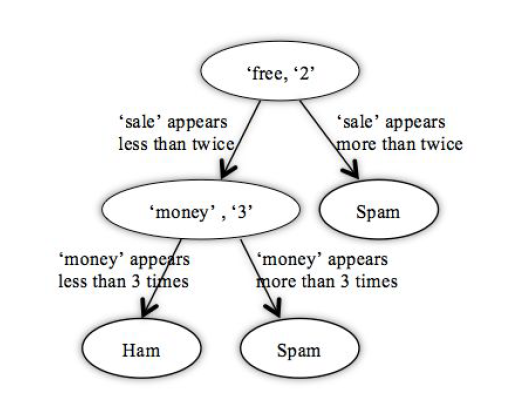 ‘free, ‘2’
‘sale’ appears
less than twice
‘sale’ appears
more than twice
‘money’ , ‘3’
Spam
‘money’ appears
less than 3 times
‘money’ appears
more than 3 times
Ham
Spam